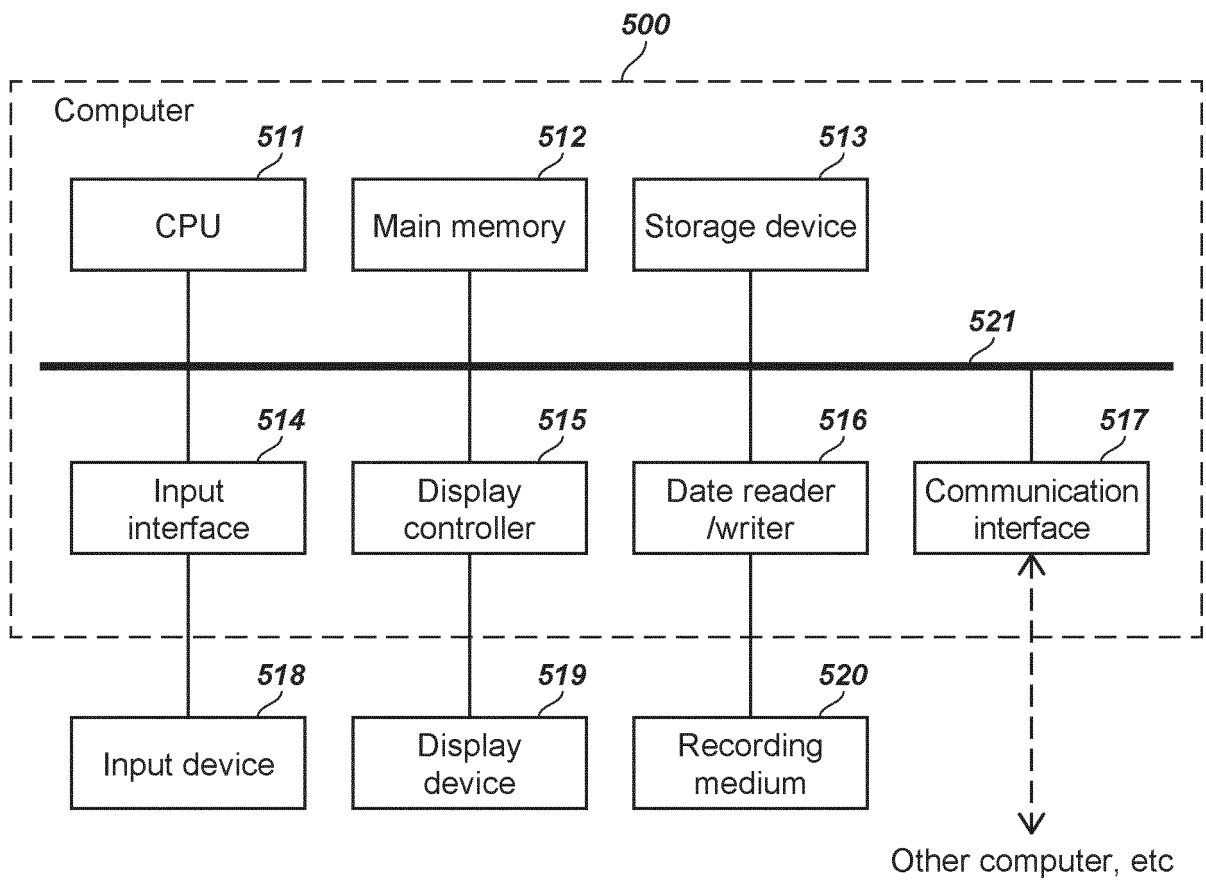 500
Computer
511
512
513
CPU
Main memory
Storage device
521
514
515
516
517
Input
interface
Display
controller
Date reader
/writer
Communication
interface
518
519
520
Input device
Display
device
Recording
medium
Other computer, etc